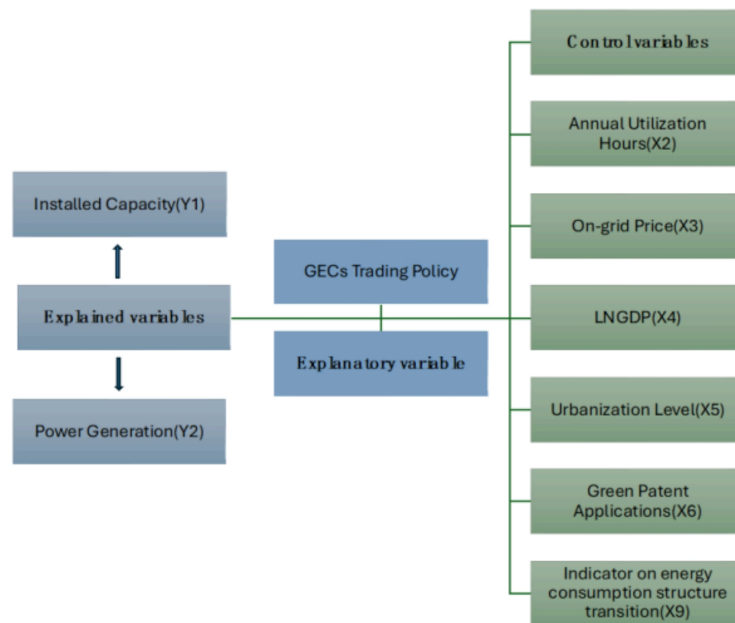 Control variables
Annual Utilization
Hours(X2)
Installed Capacity(Y1)
On-grid Price(X3)
GECs Trading Policy
Explained variables
LNGDP(X4)
Explanatory variable
Urbanization Level(X5)
Power Generation(Y2)
Green Patent
Applications(X6)
Indicator on energy
consumption structure
transition(X9)